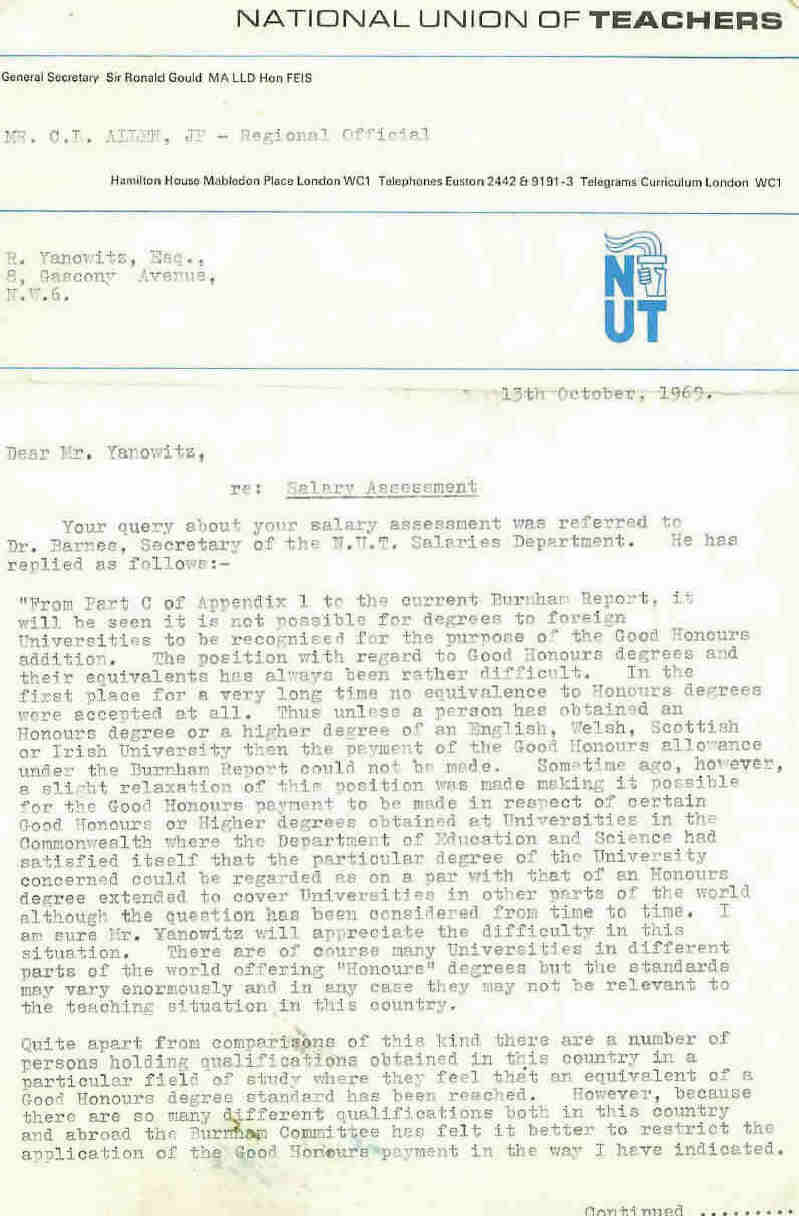 NATIONAL UNION OF TEACHERS
General Secretary Sir Ronald Gould MA LLD Hon FEIS
MR. C.L. ALLEN, JP - Regional Official
Hamilton House Mabledon Place London WC1 Telephones Euston 2442 & 9191-3 Telegrams Curriculum London WC1
R. Yanowitz, Esq.,
8, Gascony Avenue,
N.W.6.
NUT
13th October, 1969.
Dear Mr. Yanowitz,
re: Salary Assessment
Your query about your salary assessment was referred to
Dr. Barnes, Secretary of the N.U.T. Salaries Department. He has
replied as follows:-
"From Part C of Appendix 1 to the current Burnham Report, it
will be seen it is not possible for degrees to foreign
Universities to be recognised for the purpose of the Good Honours
addition. The position with regard to Good Honours degrees and
their equivalents has always been rather difficult. In the
first place for a very long time no equivalence to Honours degrees
were accepted at all. Thus unless a person has obtained an
Honours degree or a higher degree of an English, Welsh, Scottish
or Irish University then the payment of the Good Honours allowance
under the Burnham Report could not be made. Sometime ago, however,
a slight relaxation of this position was made making it possible
for the Good Honours payment to be made in respect of certain
Good Honours or Higher degrees obtained at Universities in the
Commonwealth where the Department of Education and Science had
satisfied itself that the particular degree of the University
concerned could be regarded as on a par with that of an Honours
degree extended to cover Universities in other parts of the world
although the question has been considered from time to time. I
am sure Mr. Yanowitz will appreciate the difficulty in this
situation. There are of course many Universities in different
parts of the world offering "Honours" degrees but the standards
may vary enormously and in any case they may not be relevant to
the teaching situation in this country.
Quite apart from comparisons of this kind there are a number of
persons holding qualifications obtained in this country in a
particular field of study where they feel that an equivalent of a
Good Honours degree standard has been reached. However, because
there are so many different qualifications both in this country
and abroad the Burnham Committee has felt it better to restrict the
application of the Good Honours payment in the way I have indicated.
Continued .........